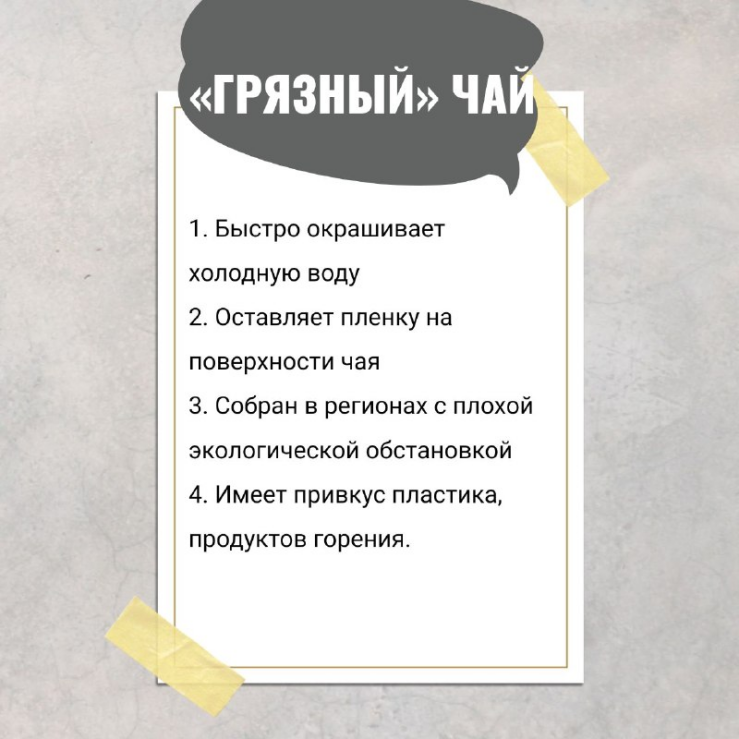 «ГРЯЗНЫЙ» ЧАЙ
1. Быстро окрашивает
холодную воду
2. Оставляет пленку на
поверхности чая
3. Собран в регионах с плохой
экологической обстановкой
4. Имеет привкус пластика,
продуктов горения.